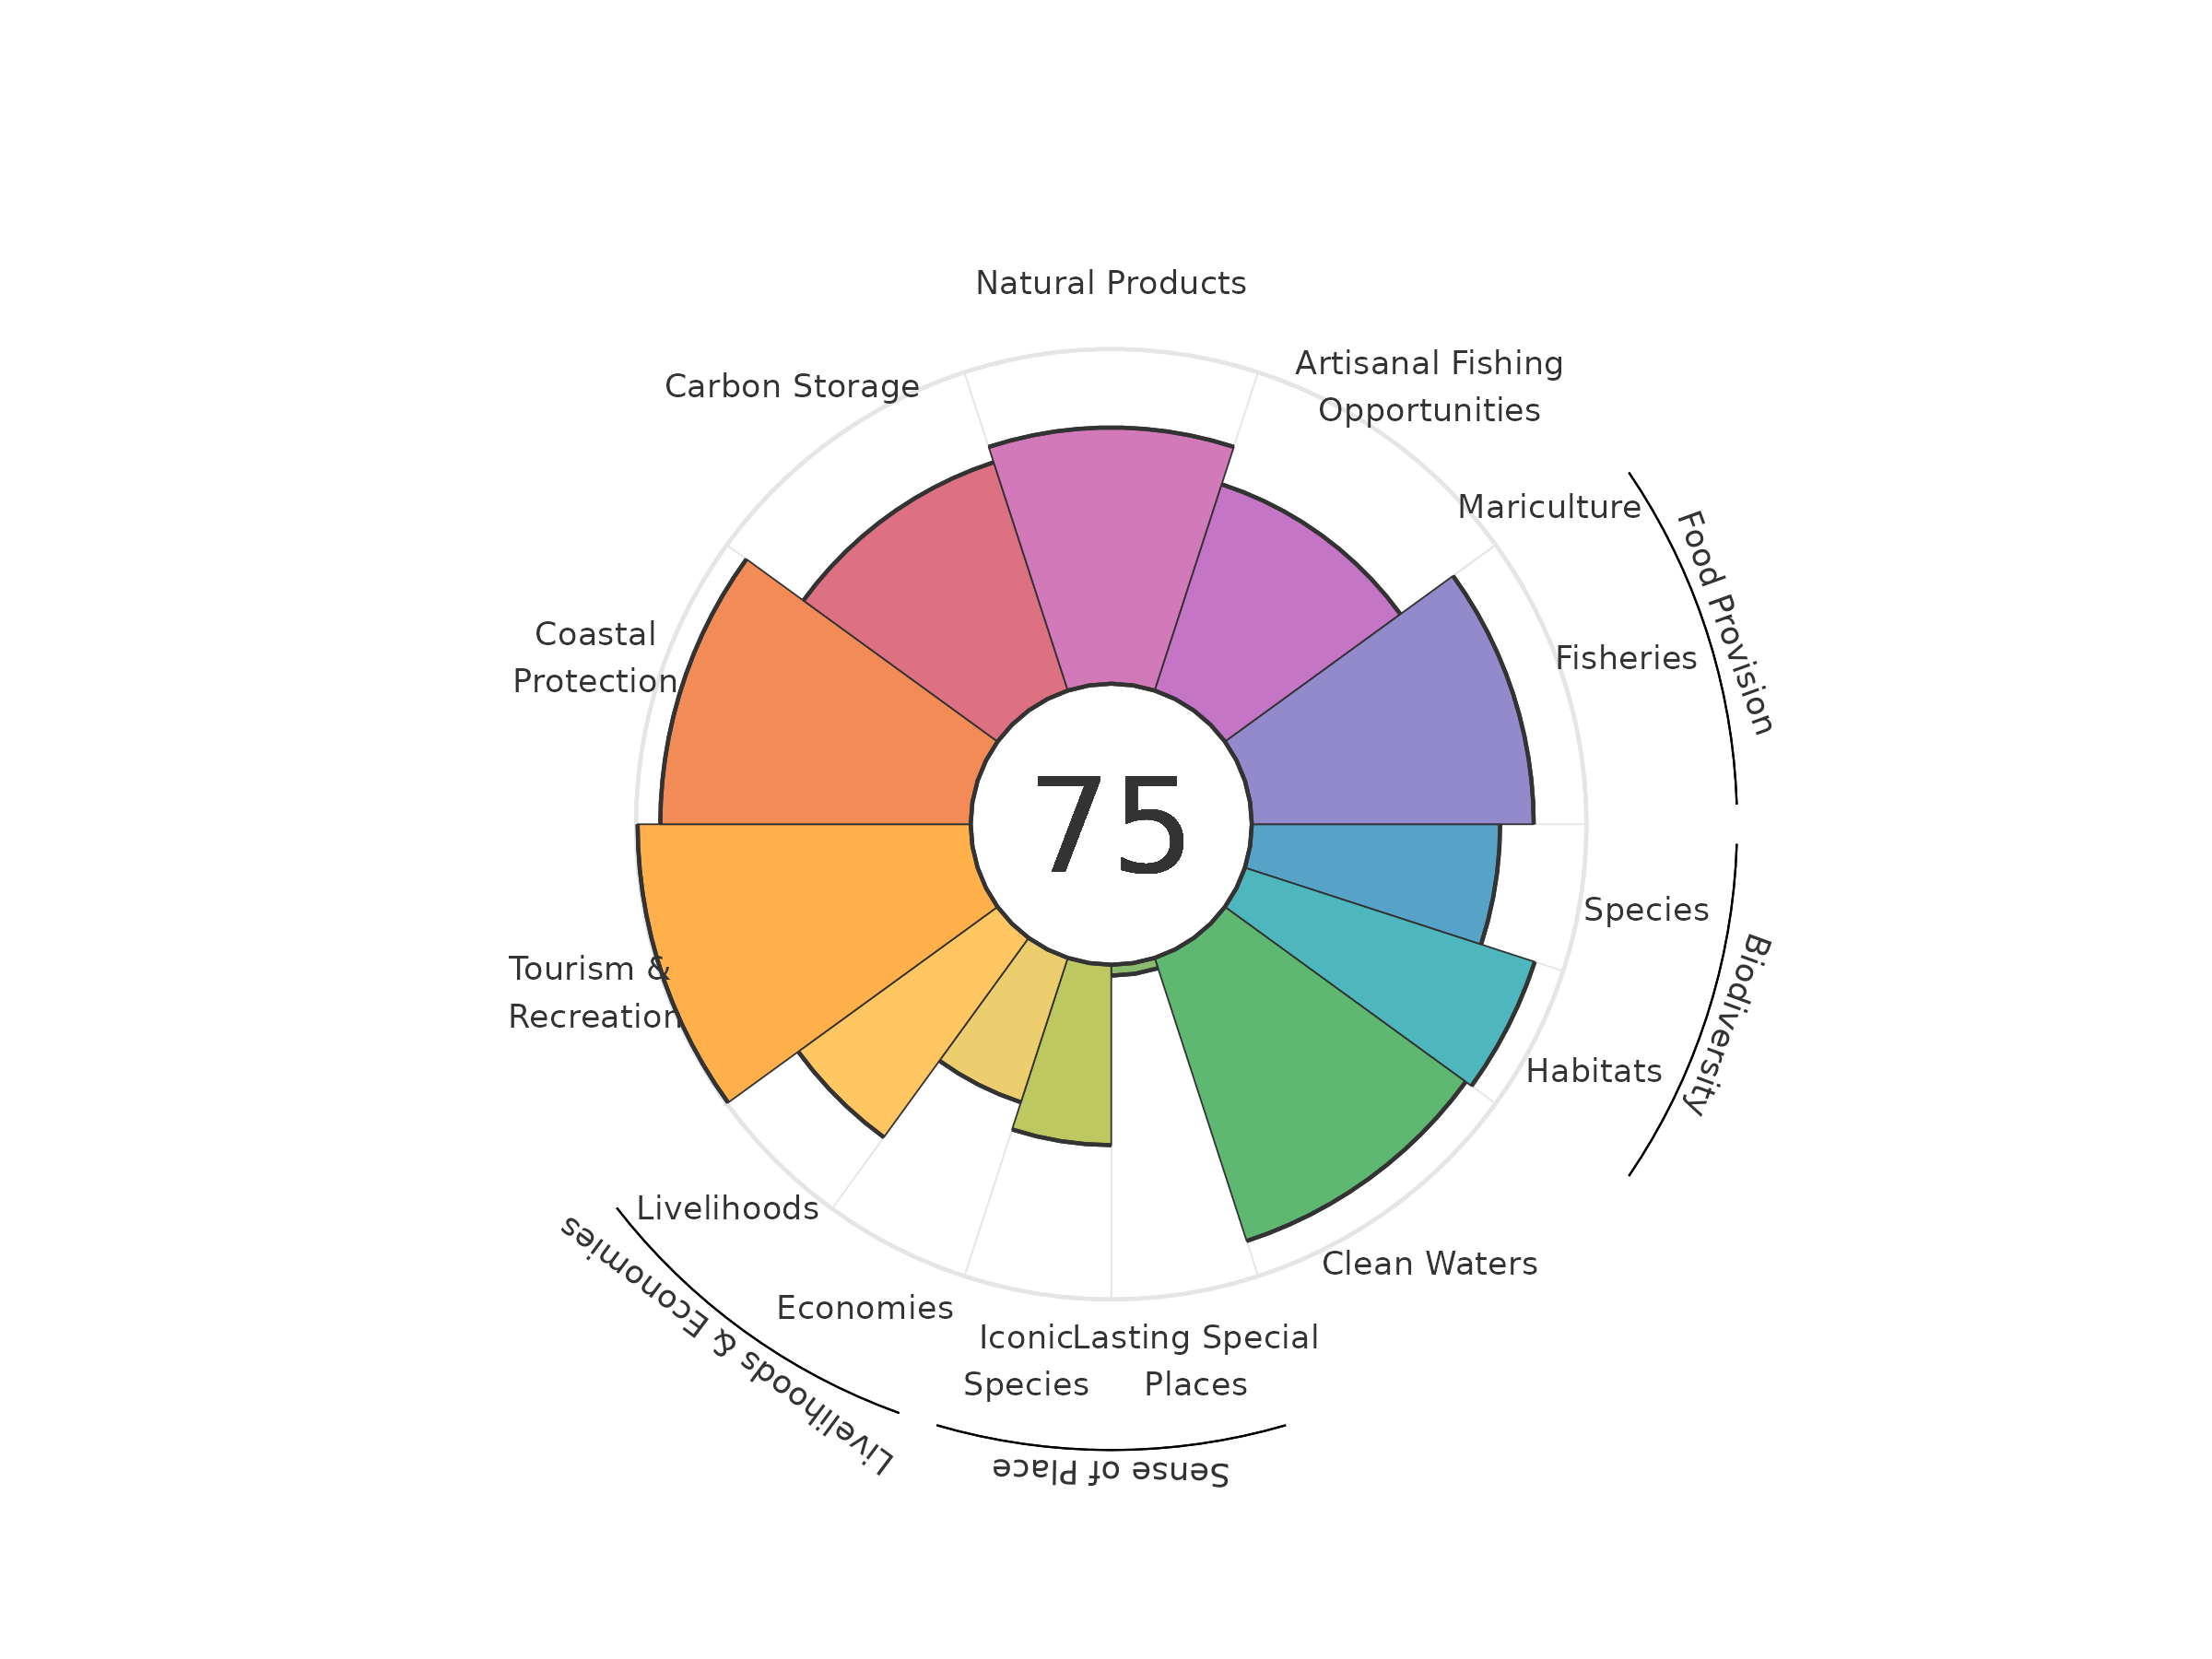 Natural Products
Artisanal Fishing
Opportunities
Carbon Storage
Mariculture
Food Provision
Fisheries
Coastal
Protection
75
Species
Biodiversity
Tourism &
Recreation
Habitats
Livelihoods
Clean Waters
Livelihoods & Economies
Economies
Iconic
Species
Lasting Special
Places
Sense of Place